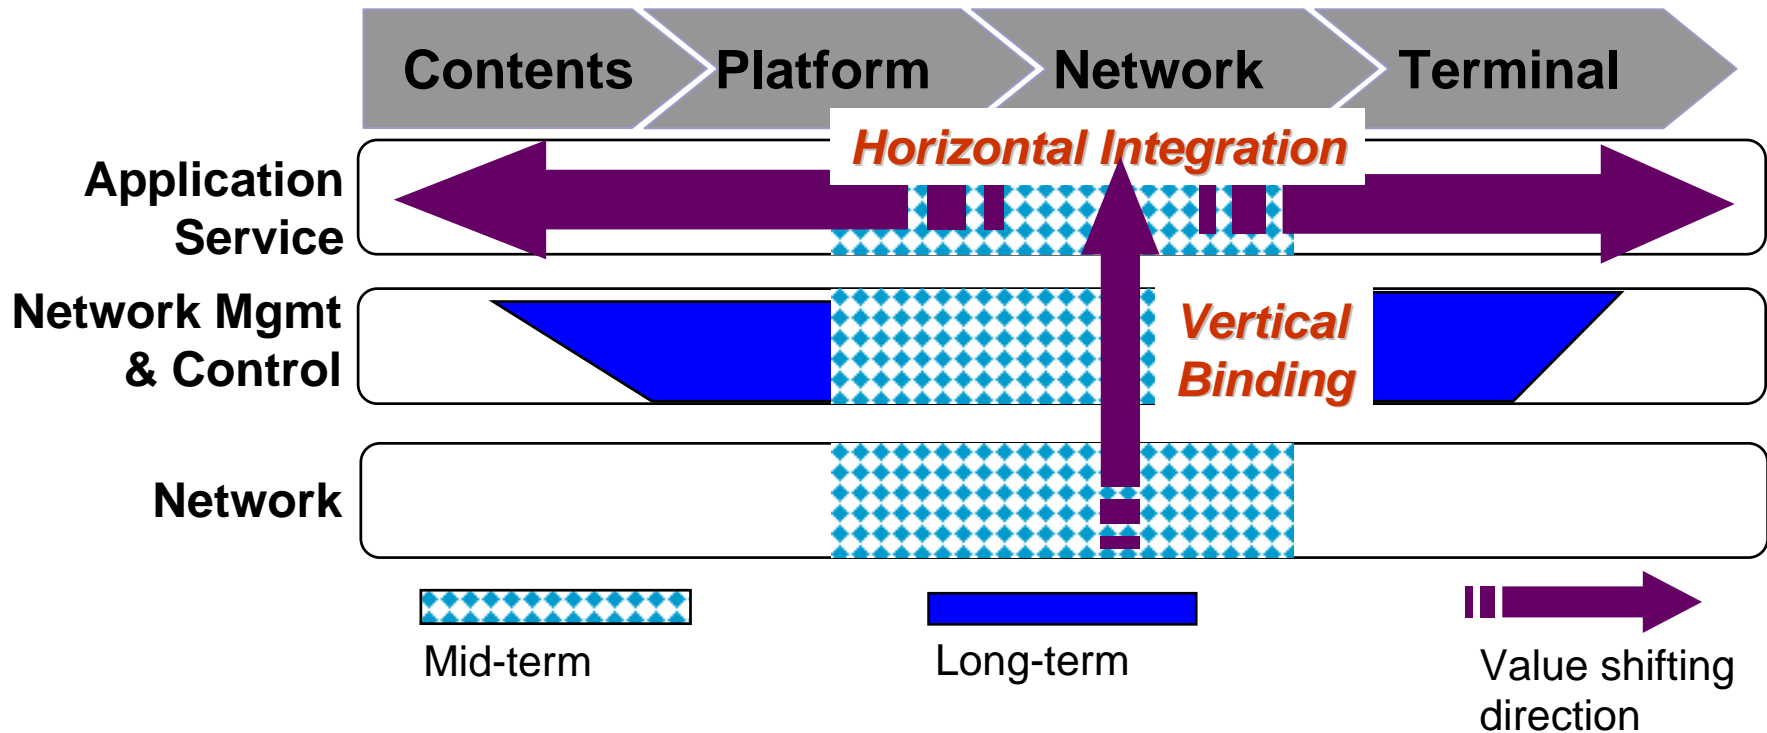 Contents Platform Network Terminal
Horizontal Integration
Application
Service
Network Mgmt
& Control
Vertical
Binding
Network
Mid-term
Long-term
Value shifting
direction